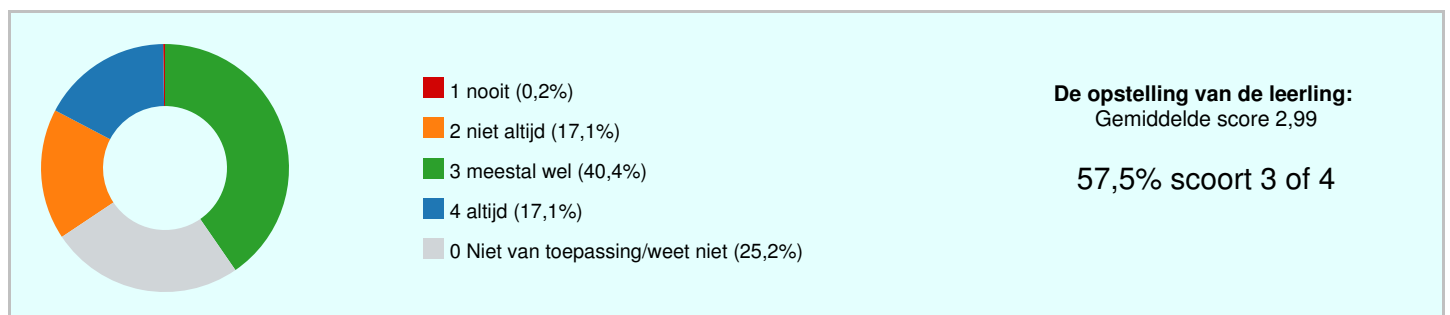 1 nooit (0,2%)
2 niet altijd (17,1%)
3 meestal wel (40,4%)
4 altijd (17,1%)
0 Niet van toepassing/weet niet (25,2%)
De opstelling van de leerling:
Gemiddelde score 2,99
57,5% scoort 3 of 4